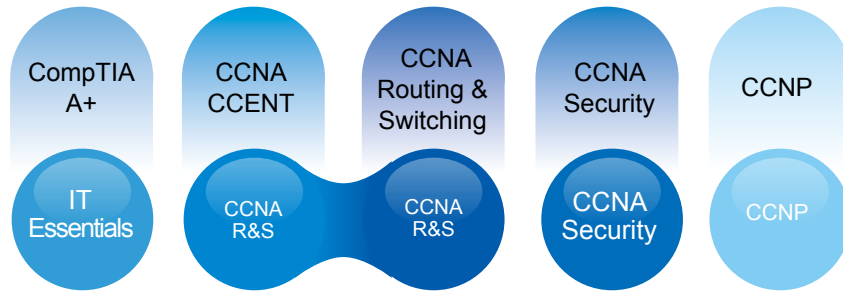 CompTIA
A+
CCNA
CCENT
CCNA
Routing &
Switching
CCNA
Security
CCNP
IT
Essentials
CCNA
R&S
CCNA
R&S
CCNA
Security
CCNP